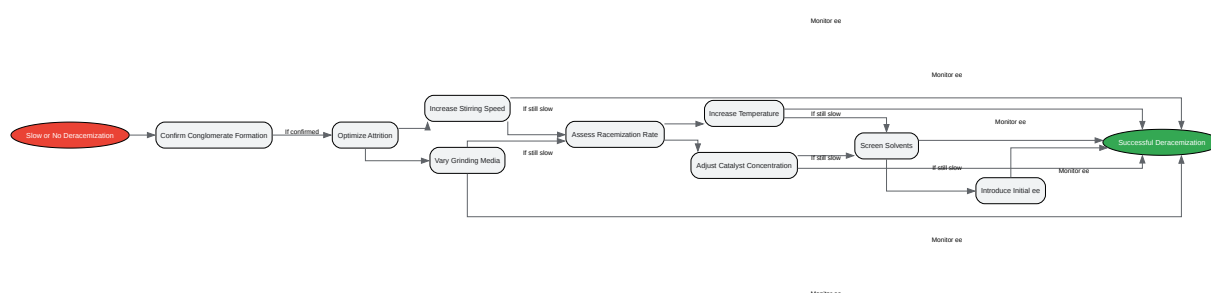 Monitor ee
Monitor ee
Increase Stirring Speed
If still slow
Increase Temperature
If still slow
Monitor ee
Slow or No Deracemization
Confirm Conglomerate Formation
If confirmed
Optimize Attrition
Assess Racemization Rate
Screen Solvents
Successful Deracemization
If still slow
Vary Grinding Media
Adjust Catalyst Concentration
If still slow
If still slow
Monitor ee
Introduce Initial ee
Monitor ee
Monitor ee